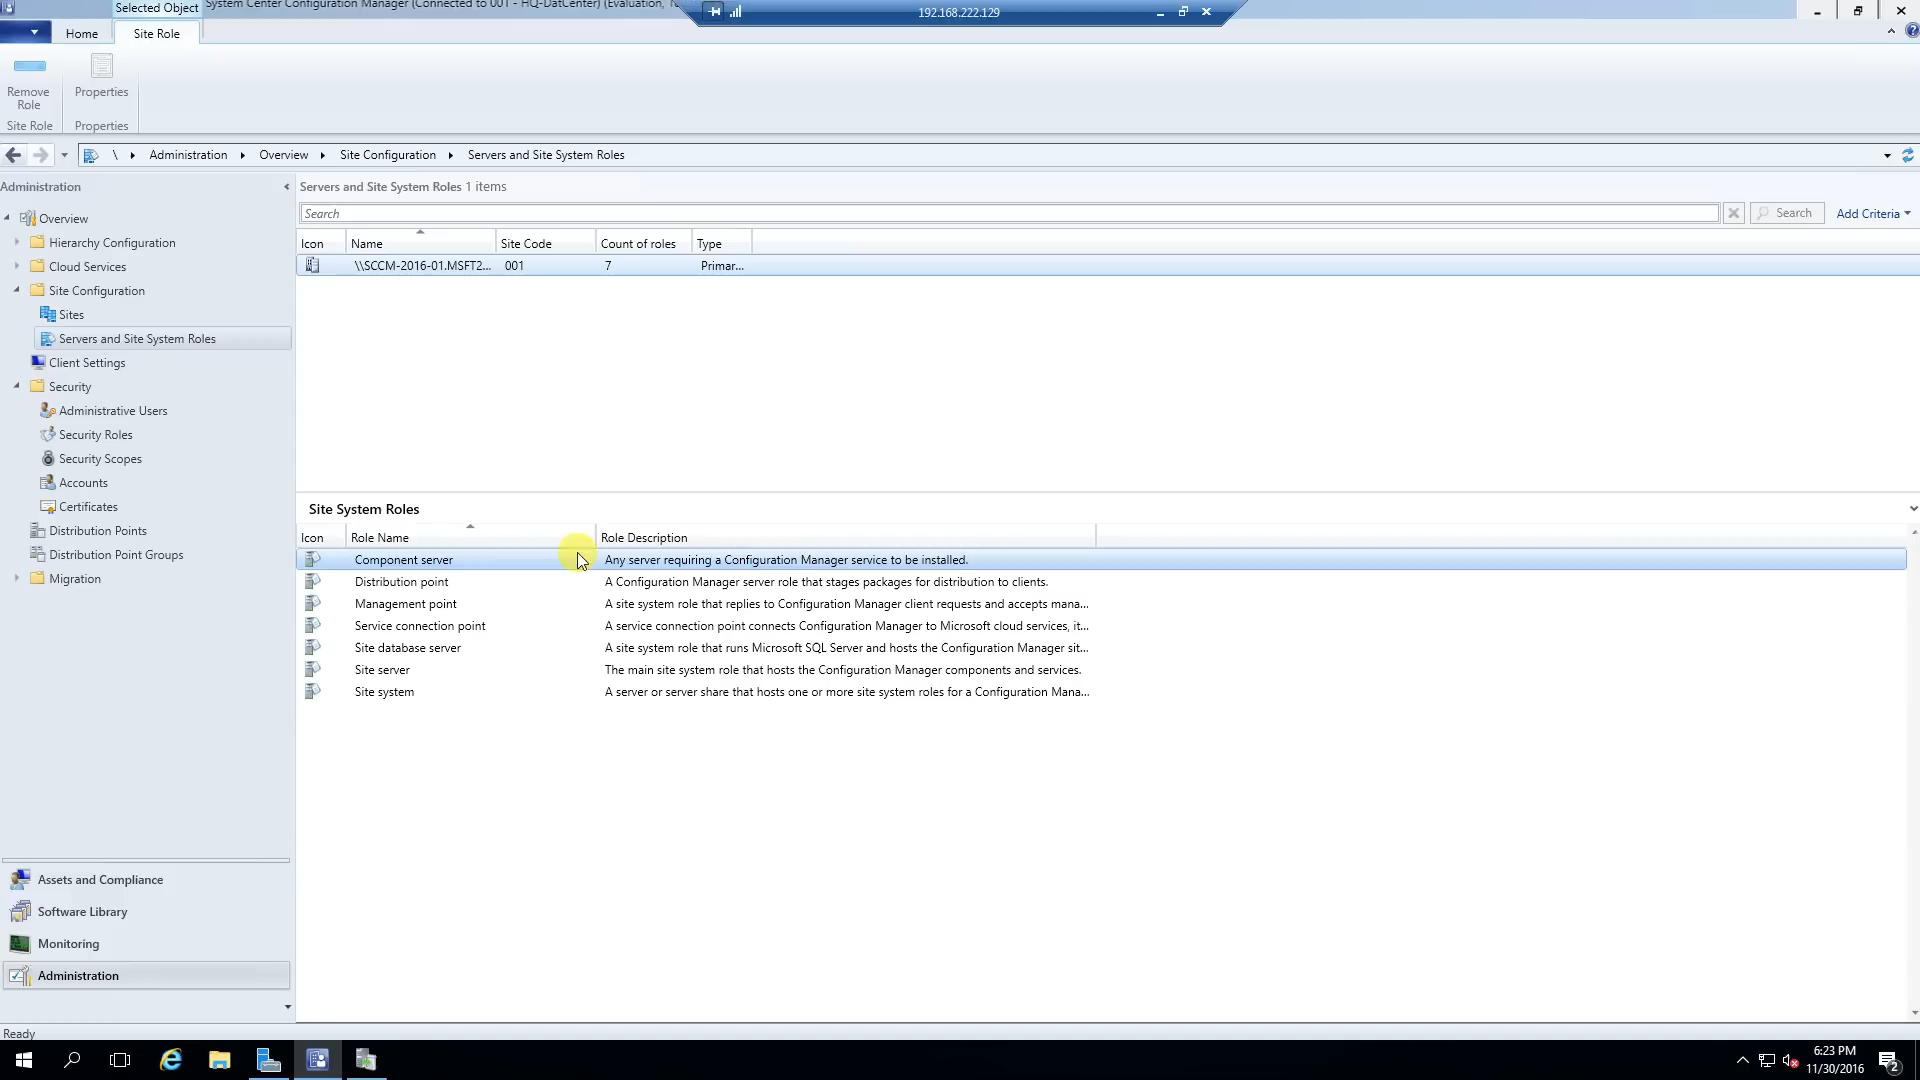 Selected Object
System Center Configuration Manager (Connected to 001 - HQ-DatCenter) (Evaluation,
192.168.222.129
Home
Site Role
Remove
Role
Properties
Site Role
Properties
\ Administration Overview Site Configuration Servers and Site System Roles
Administration
Servers and Site System Roles 1 items
Search
Search
Add Criteria
Icon Name Site Code Count of roles Type
\\SCCM-2016-01.MSFT2... 001 7 Primar...
Overview
Hierarchy Configuration
Cloud Services
Site Configuration
Sites
Servers and Site System Roles
Client Settings
Security
Administrative Users
Security Roles
Security Scopes
Accounts
Certificates
Distribution Points
Distribution Point Groups
Migration
Site System Roles
Icon Role Name Role Description
Component server Any server requiring a Configuration Manager service to be installed.
Distribution point A Configuration Manager server role that stages packages for distribution to clients.
Management point A site system role that replies to Configuration Manager client requests and accepts mana...
Service connection point A service connection point connects Configuration Manager to Microsoft cloud services, it...
Site database server A site system role that runs Microsoft SQL Server and hosts the Configuration Manager sit...
Site server The main site system role that hosts the Configuration Manager components and services.
Site system A server or server share that hosts one or more site system roles for a Configuration Mana...
Assets and Compliance
Software Library
Monitoring
Administration
Ready
6:23 PM
11/30/2016
2